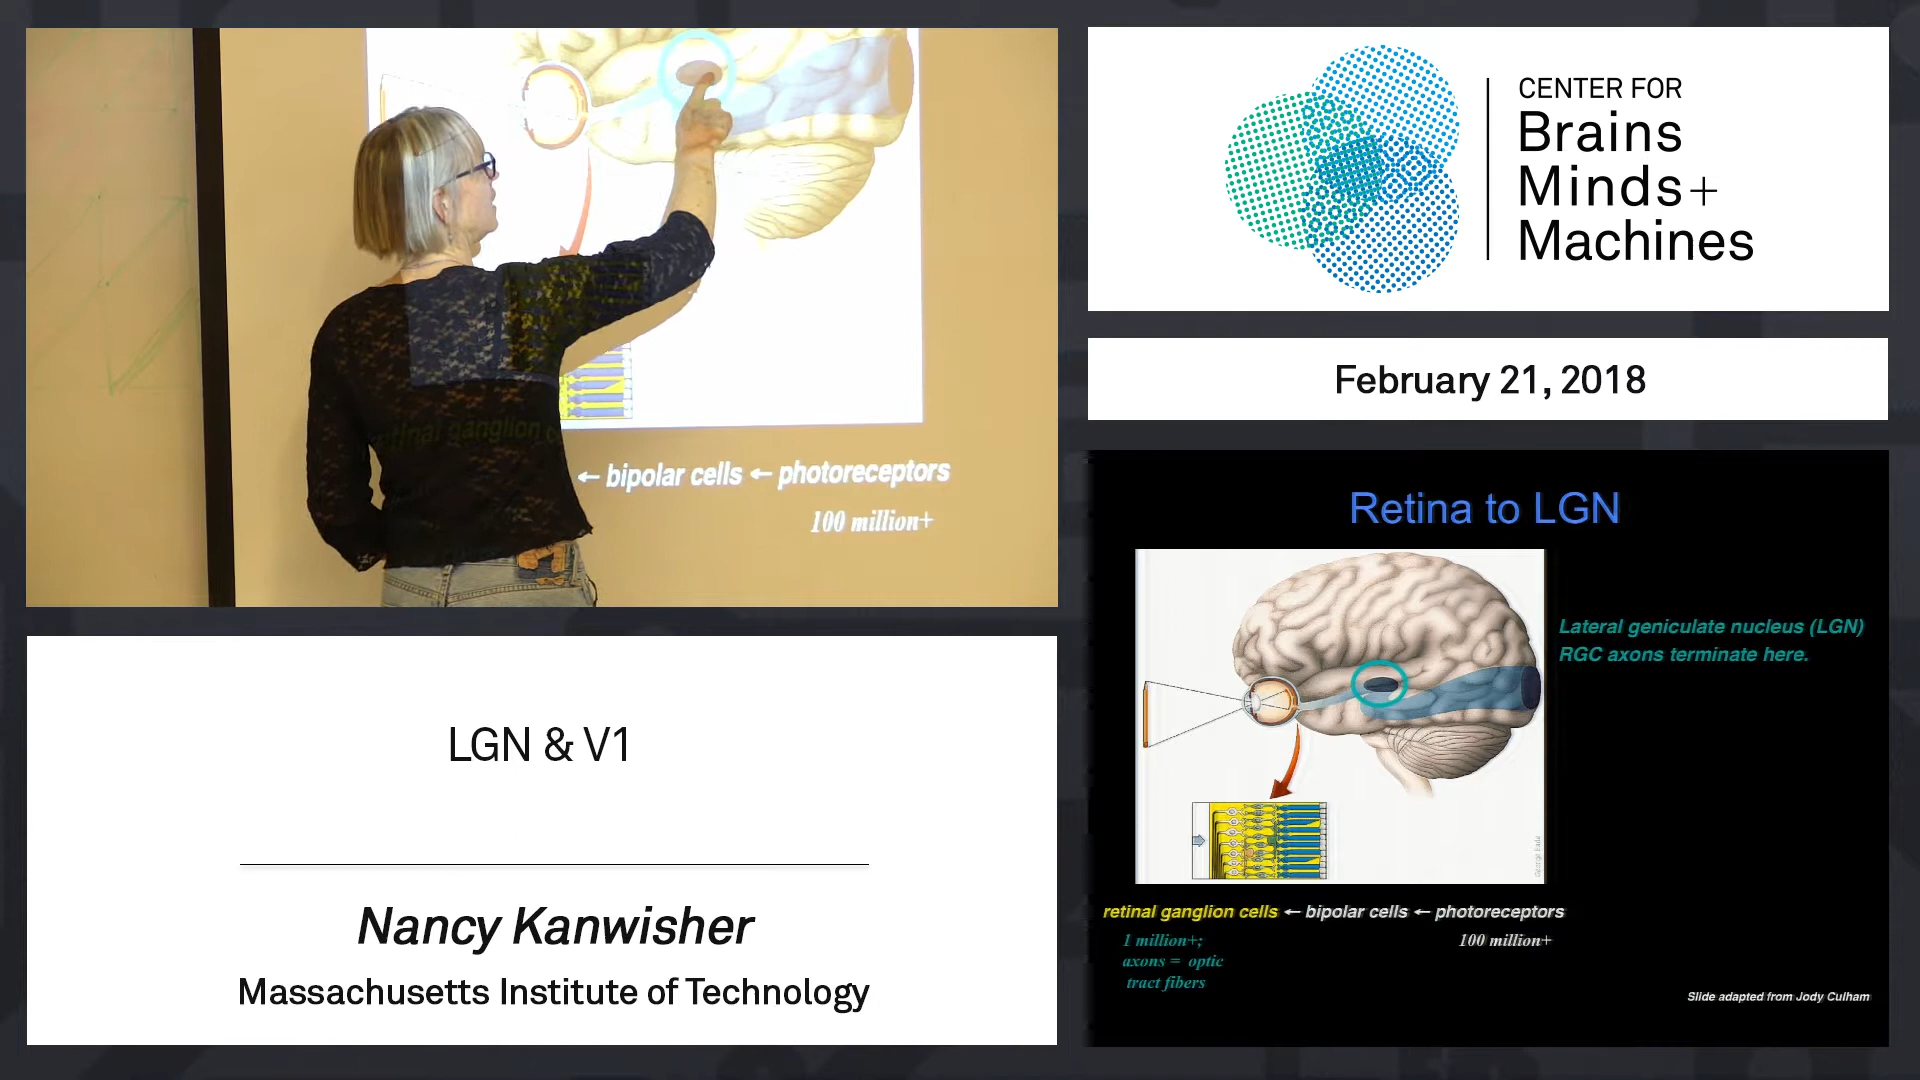 ← bipolar cells ← photoreceptors
100 million+
CENTER FOR
Brains
Minds+
Machines
February 21, 2018
LGN & V1
Nancy Kanwisher
Massachusetts Institute of Technology
Retina to LGN
Lateral geniculate nucleus (LGN)
RGC axons terminate here.
retinal ganglion cells ← bipolar cells ← photoreceptors
1 million+;
100 million+
axons = optic
tract fibers
Slide adapted from Jody Culham